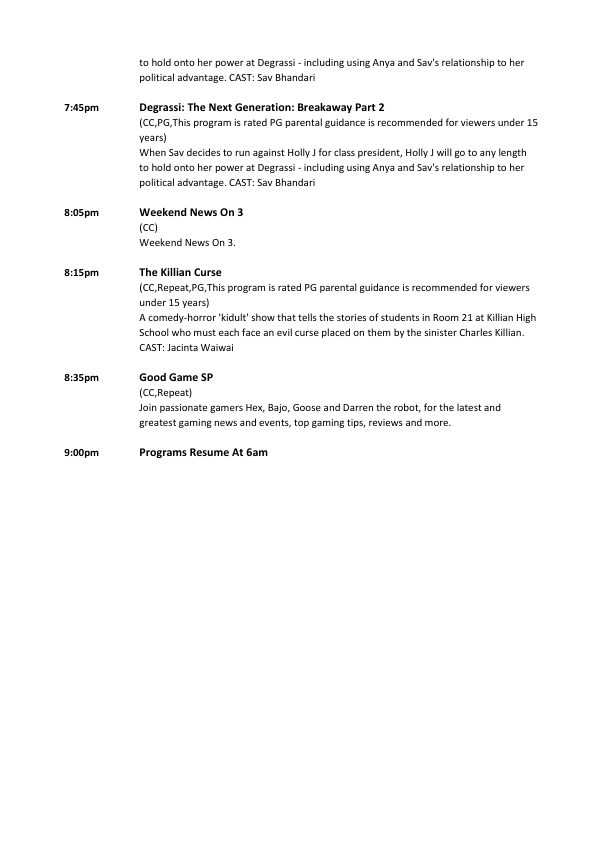 to hold onto her power at Degrassi - including using Anya and Sav's relationship to her
political advantage. CAST: Sav Bhandari
7:45pm Degrassi: The Next Generation: Breakaway Part 2
(CC,PG,This program is rated PG parental guidance is recommended for viewers under 15
years)
When Sav decides to run against Holly J for class president, Holly J will go to any length
to hold onto her power at Degrassi - including using Anya and Sav's relationship to her
political advantage. CAST: Sav Bhandari
8:05pm Weekend News On 3
(CC)
Weekend News On 3.
8:15pm The Killian Curse
(CC,Repeat,PG,This program is rated PG parental guidance is recommended for viewers
under 15 years)
A comedy-horror 'kidult' show that tells the stories of students in Room 21 at Killian High
School who must each face an evil curse placed on them by the sinister Charles Killian.
CAST: Jacinta Waiwai
8:35pm Good Game SP
(CC,Repeat)
Join passionate gamers Hex, Bajo, Goose and Darren the robot, for the latest and
greatest gaming news and events, top gaming tips, reviews and more.
9:00pm Programs Resume At 6am